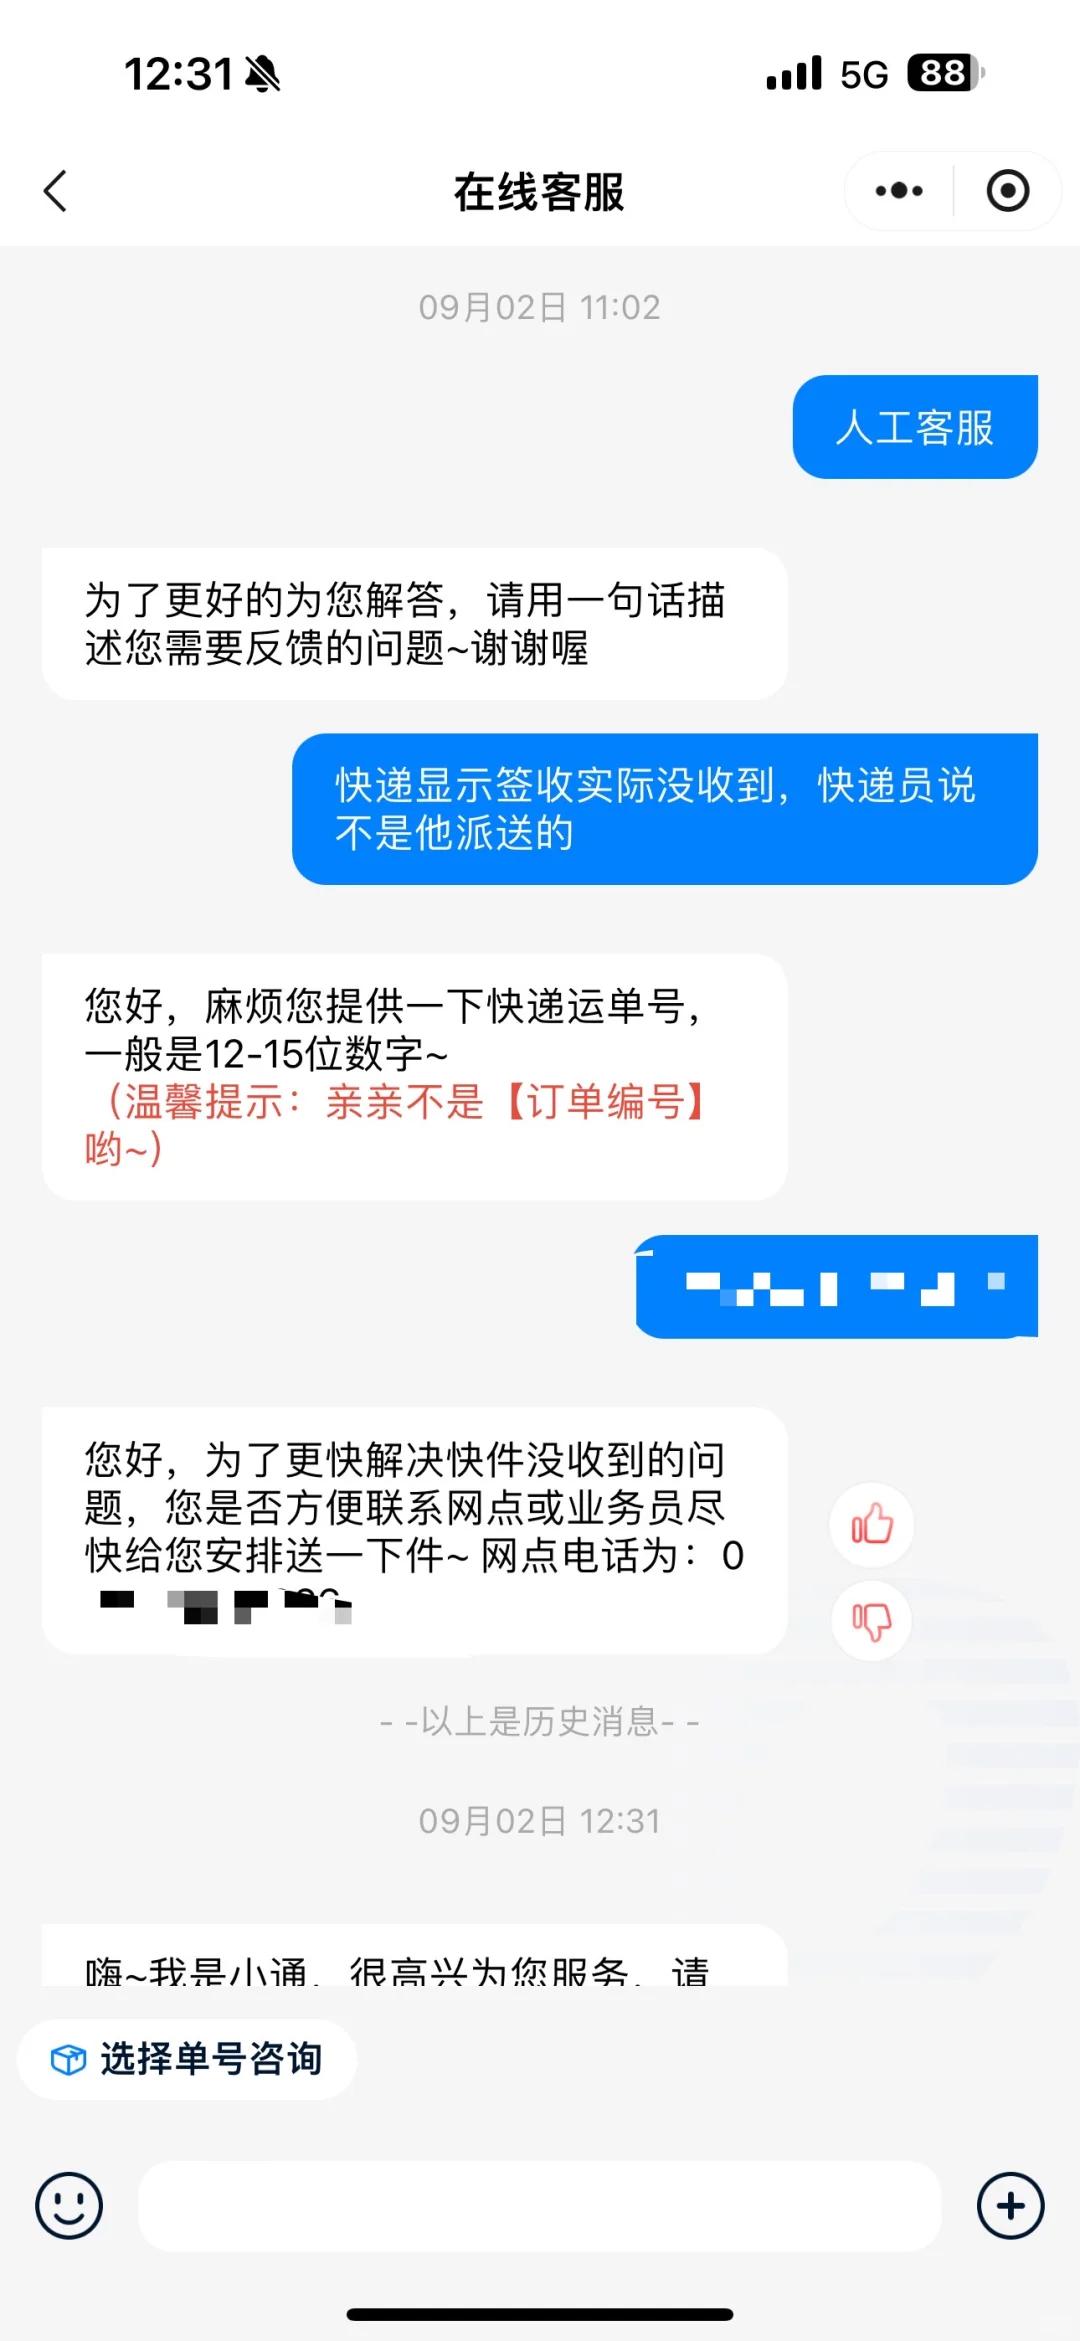 12:31
5G 88
在线客服
09月02日 11:02
人工客服
为了更好的为您解答，请用一句话描
述您需要反馈的问题~谢谢喔
快递显示签收实际没收到，快递员说
不是他派送的
您好，麻烦您提供一下快递运单号，
一般是12-15位数字~
（温馨提示：亲亲不是【订单编号】
哟~）
您好，为了更快解决快件没收到的问
题，您是否方便联系网点或业务员尽
快给您安排送一下件~ 网点电话为：0
- -以上是历史消息- -
09月02日 12:31
嗨~我是小通，很高兴为您服务，请
选择单号咨询